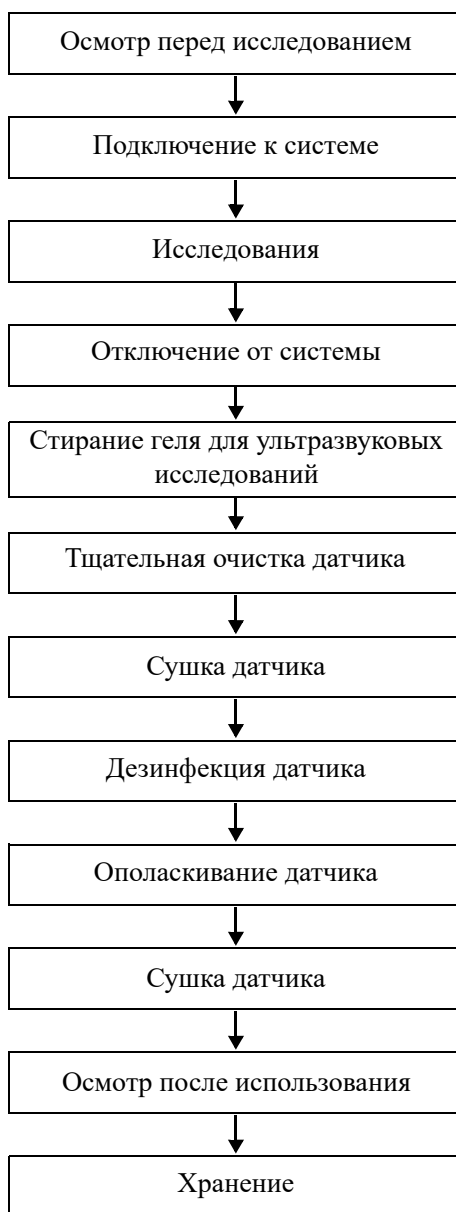 Осмотр перед исследованием
Подключение к системе
Исследования
Отключение от системы
Стирание геля для ультразвуковых
исследований
Тщательная очистка датчика
Сушка датчика
Дезинфекция датчика
Ополаскивание датчика
Сушка датчика
Осмотр после использования
Хранение